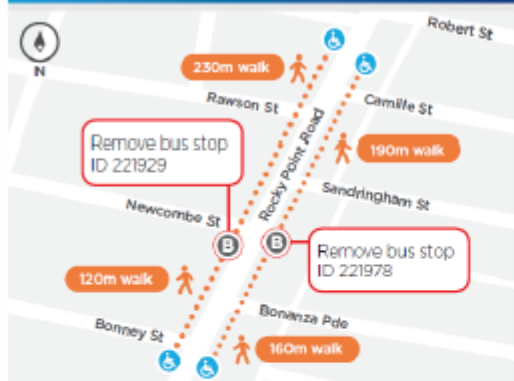 Robert St
N
230m walk
Rawson St
Camille St
Rocky Point Road
190m walk
Remove bus stop
ID 221929
Sandringham St
Newcombe St
B
B
Remove bus stop
ID 221978
120m walk
Bonanza Pde
Bonney St
160m walk